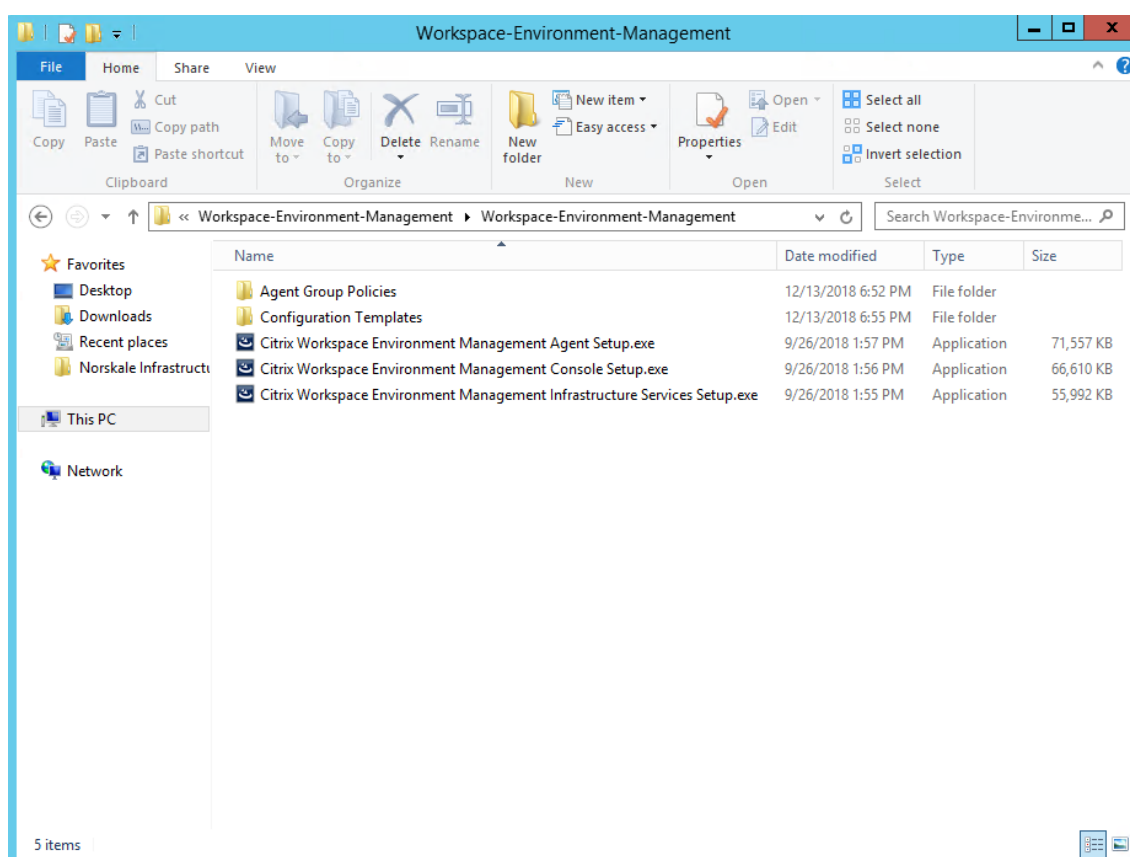 Workspace-Environment-Management
File Home Share View
Copy
Paste
Cut
Copy path
Paste shortcut
Clipboard
Move to
Copy to
Delete
Rename
Organize
New folder
New item
Easy access
New
Properties
Open
Edit
Open
Select all
Select none
Invert selection
Select
« Workspace-Environment-Management Workspace-Environment-Management
Search Workspace-Environme...
Favorites
Desktop
Downloads
Recent places
Norskale Infrastructu
This PC
Network
Name Date modified Type Size
Agent Group Policies 12/13/2018 6:52 PM File folder
Configuration Templates 12/13/2018 6:55 PM File folder
Citrix Workspace Environment Management Agent Setup.exe 9/26/2018 1:57 PM Application 71,557 KB
Citrix Workspace Environment Management Console Setup.exe 9/26/2018 1:56 PM Application 66,610 KB
Citrix Workspace Environment Management Infrastructure Services Setup.exe 9/26/2018 1:55 PM Application 55,992 KB
5 items